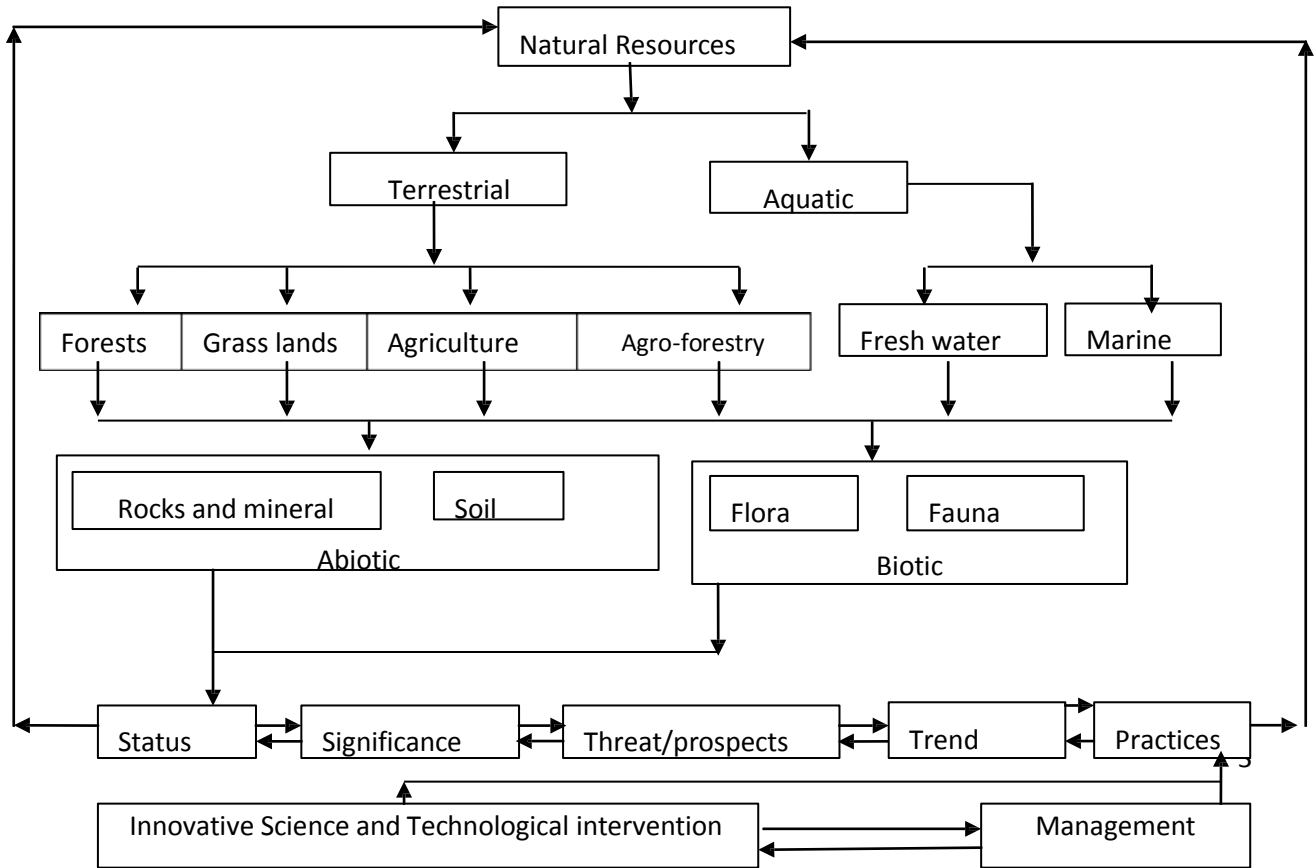 Natural Resources
Terrestrial
Aquatic
Forests
Grass lands
Agriculture
Agro-forestry
Fresh water
Marine
Rocks and mineral
Soil
Abiotic
Flora
Fauna
Biotic
Status
Significance
Threat/prospects
Trend
Practices
Innovative Science and Technological intervention
Management